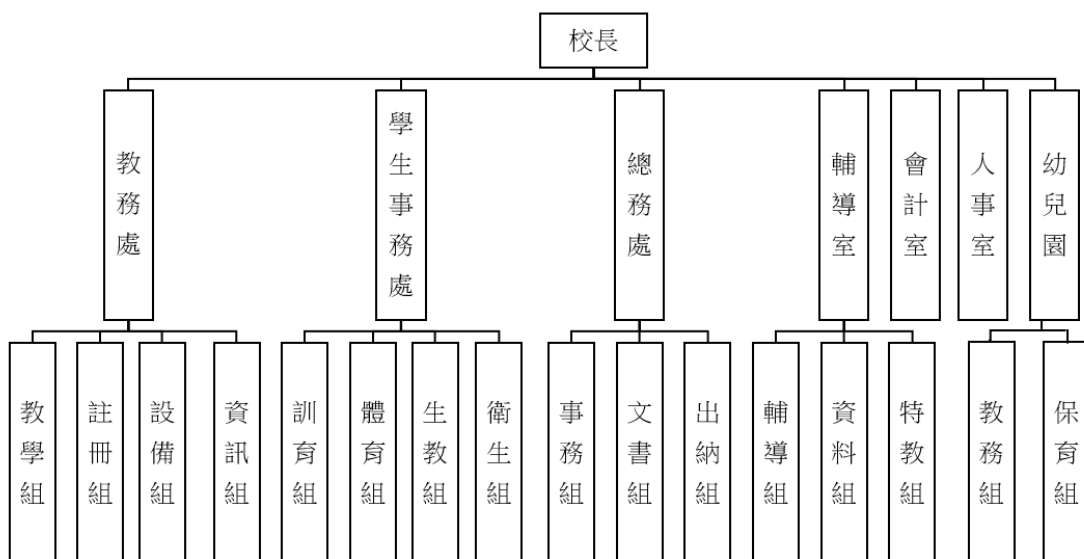 校長
教務處
學生事務處
總務處
輔導室
會計室
人事室
幼兒園
教學組
註冊組
設備組
資訊組
訓育組
體育組
生教組
衛生組
事務組
文書組
出納組
輔導組
資料組
特教組
教務組
保育組